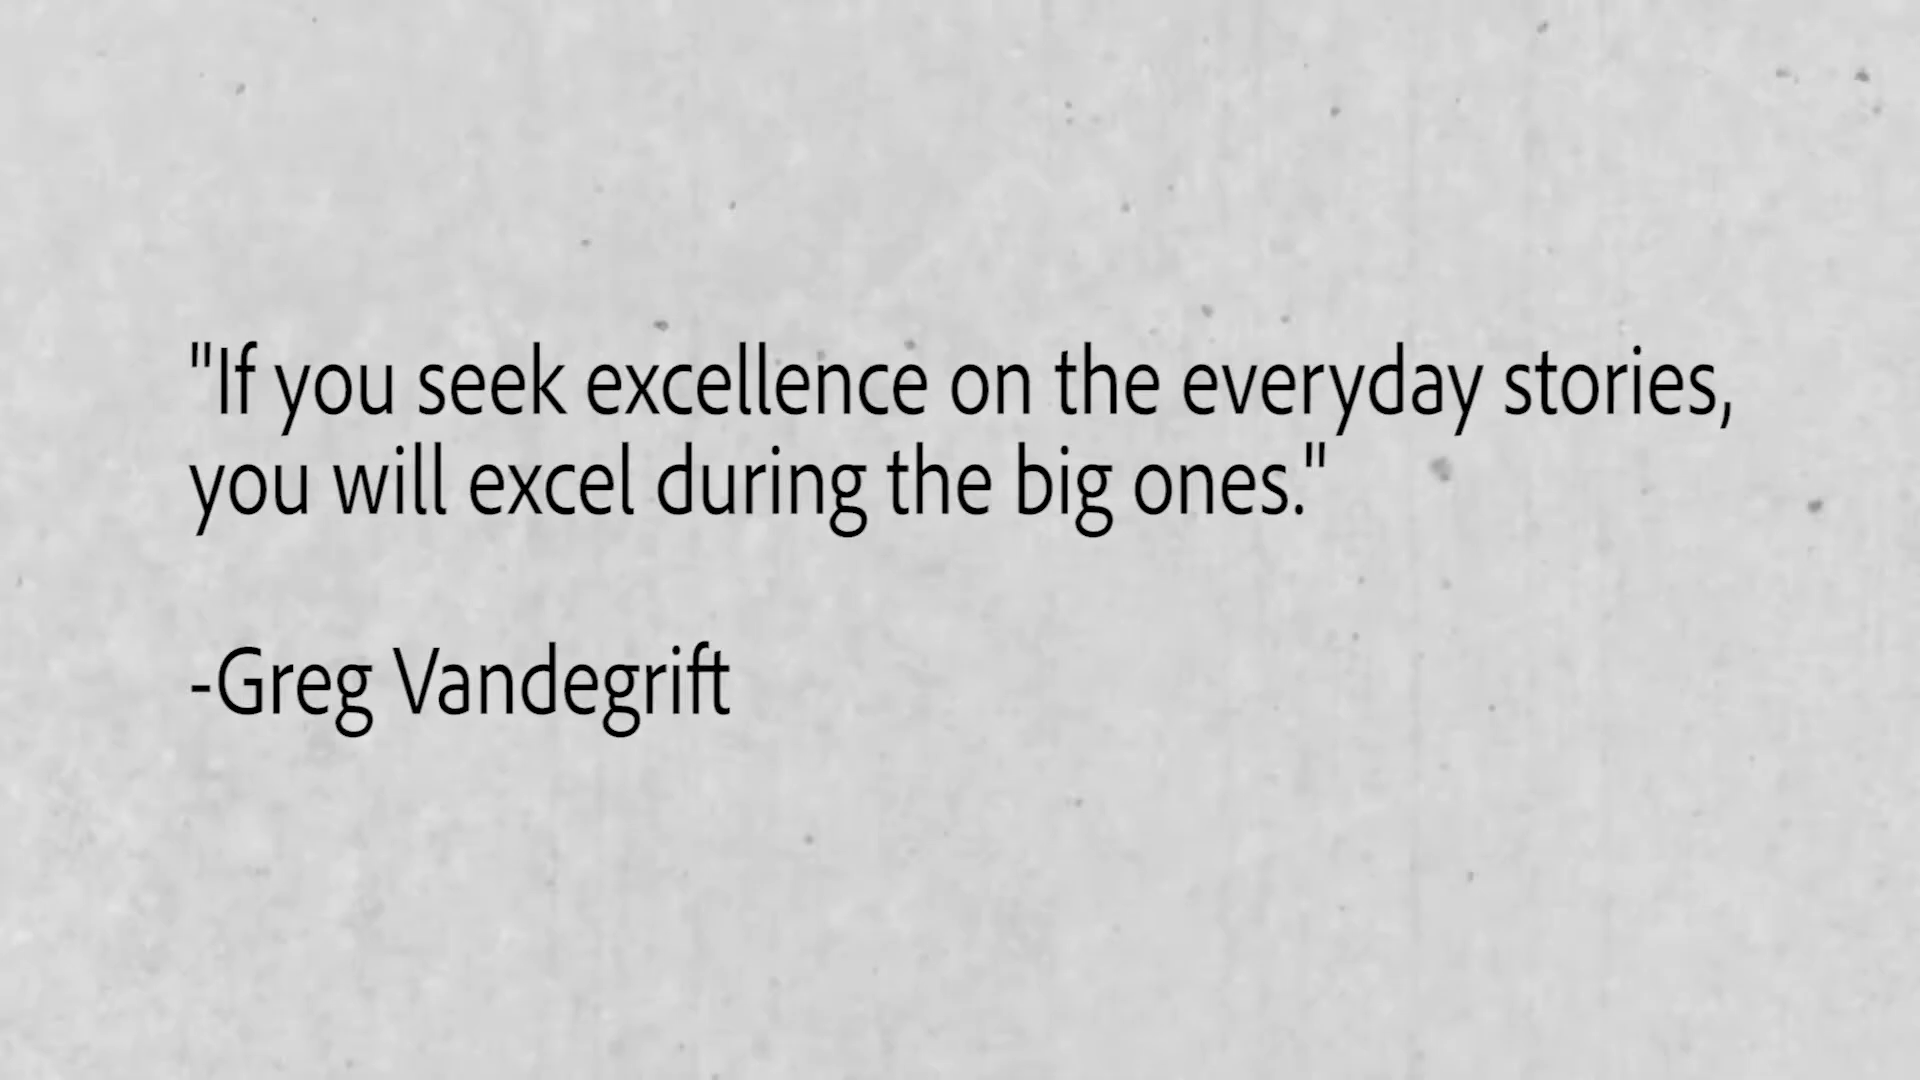 "If you seek excellence on the everyday stories,
you will excel during the big ones."
-Greg Vandegrift